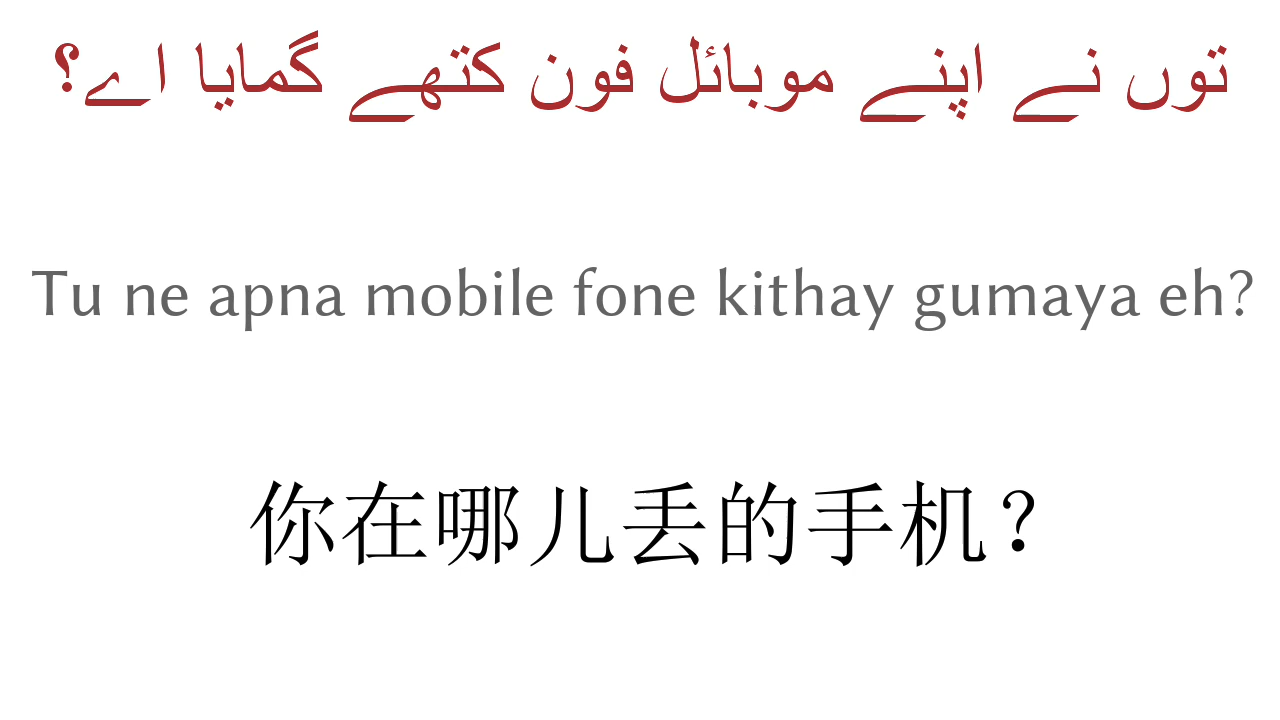 توں نے اپنے موبائل فون کتھے گمایا اے؟
Tu ne apna mobile fone kithay gumaya eh?
你在哪儿丢的手机？